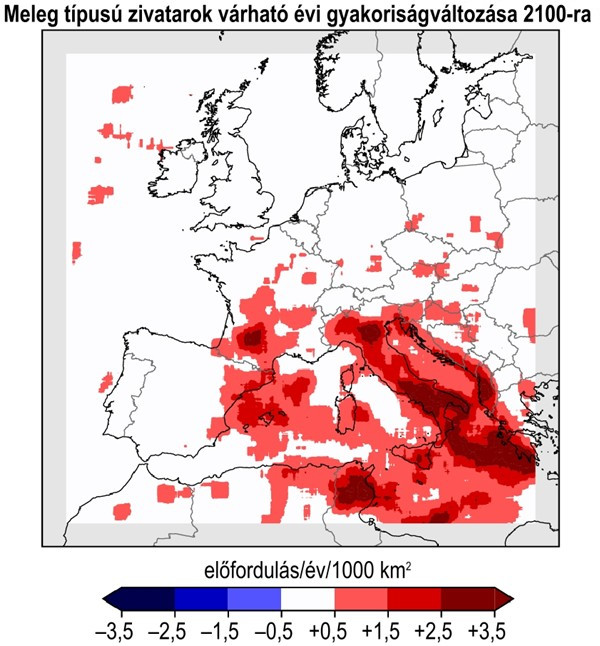 Meleg típusú zivatarok várható évi gyakoriságváltozása 2100-ra
előfordulás/év/1000 km²
–3,5 –2,5 –1,5 –0,5 +0,5 +1,5 +2,5 +3,5